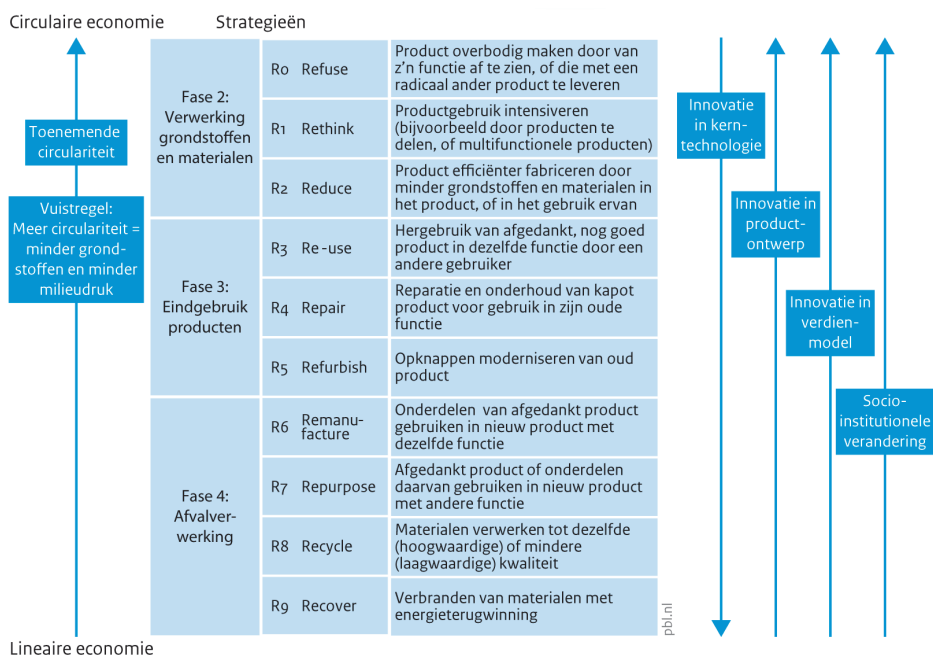 Circulaire economie
Strategieën
Toenemende
circulariteit
Vuistregel:
Meer circulariteit =
minder grond-
stoffen en minder
milieudruk
Lineaire economie
Fase 2:
Verwerking
grondstoffen
en materialen
R0 Refuse
Product overbodig maken door van
z’n functie af te zien, of die met een
radicaal ander product te leveren
R1 Rethink
Productgebruik intensiveren
(bijvoorbeeld door producten te
delen, of multifunctionele producten)
R2 Reduce
Product efficiënter fabriceren door
minder grondstoffen en materialen in
het product, of in het gebruik ervan
Fase 3:
Eindgebruik
producten
R3 Re-use
Hergebruik van afgedankt, nog goed
product in dezelfde functie door een
andere gebruiker
R4 Repair
Reparatie en onderhoud van kapot
product voor gebruik in zijn oude
functie
R5 Refurbish
Opknappen moderniseren van oud
product
Fase 4:
Afvalver-
werking
R6 Remanu-
facture
Onderdelen van afgedankt product
gebruiken in nieuw product met
dezelfde functie
R7 Repurpose
Afgedankt product of onderdelen
daarvan gebruiken in nieuw product
met andere functie
R8 Recycle
Materialen verwerken tot dezelfde
(hoogwaardige) of mindere
(laagwaardige) kwaliteit
R9 Recover
Verbranden van materialen met
energieterugwinning
pbl.nl
Innovatie
in kern-
technologie
Innovatie in
product-
ontwerp
Innovatie in
verdien-
model
Socio-
institutionele
verandering